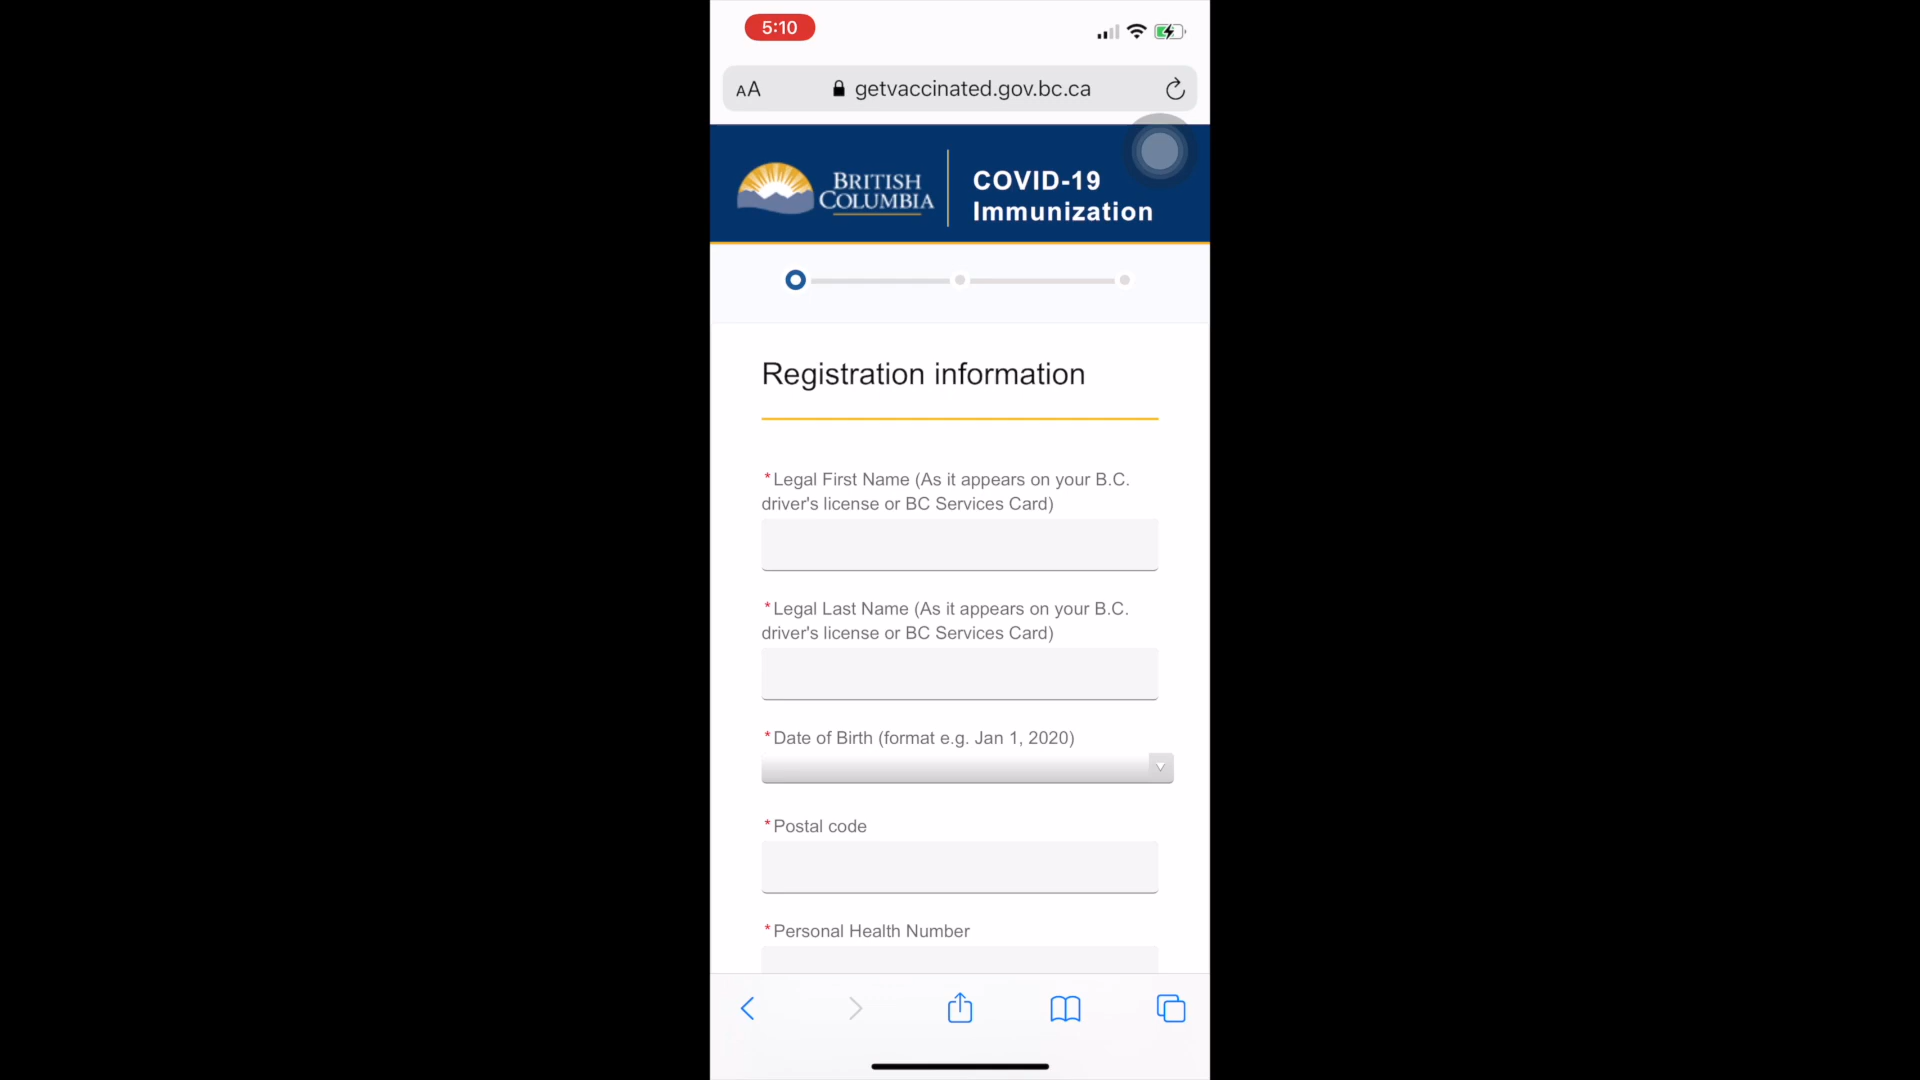 5:10
AA getvaccinated.gov.bc.ca
BRITISH
COLUMBIA
COVID-19
Immunization
Registration information
*Legal First Name (As it appears on your B.C.
driver's license or BC Services Card)
*Legal Last Name (As it appears on your B.C.
driver's license or BC Services Card)
*Date of Birth (format e.g. Jan 1, 2020)
*Postal code
*Personal Health Number